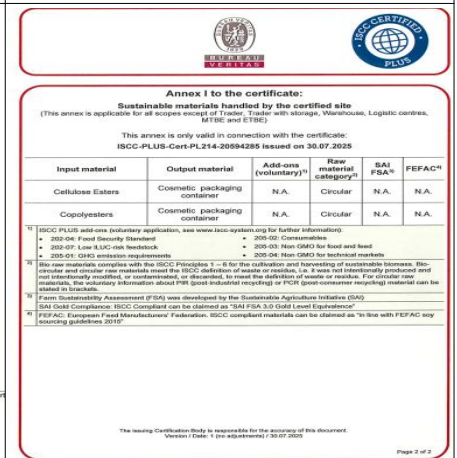 BUREAU VERITAS
1828
BUREAU
VERITAS
ISCC CERTIFIED
PLUS
Annex I to the certificate:
Sustainable materials handled by the certified site
(This annex is applicable for all scopes except of Trader, Trader with storage, Warehouse, Logistic centres,
MTBE and ETBE)
This annex is only valid in connection with the certificate:
ISCC-PLUS-Cert-PL214-20594285 issued on 30.07.2025
Input material Output material Add-ons (voluntary)1) Raw material category2) SAI FSA3) FEFAC4)
Cellulose Esters Cosmetic packaging container N.A. Circular N.A. N.A.
Copolyesters Cosmetic packaging container N.A. Circular N.A. N.A.
1) ISCC PLUS add-ons (voluntary application, see www.iscc-system.org for further information):
• 202-04: Food Security Standard • 205-02: Consumables
• 202-07: Low ILUC-risk feedstock • 205-03: Non GMO for food and feed
• 205-01: GHG emission requirements • 205-04: Non GMO for technical markets
2) Bio raw materials complies with the ISCC Principles 1 – 6 for the cultivation and harvesting of sustainable biomass. Bio-
circular and circular raw materials meet the ISCC definition of waste or residue, i.e. it was not intentionally produced and
not intentionally modified, or contaminated, or discarded, to meet the definition of waste or residue. For circular raw
materials, the voluntary information about PIR (post-industrial recycling) or PCR (post-consumer recycling) material can be
stated in brackets.
3) Farm Sustainability Assessment (FSA) was developed by the Sustainable Agriculture Initiative (SAI)
SAI Gold Compliance: ISCC Compliant can be claimed as "SAI FSA 3.0 Gold Level Equivalence"
4) FEFAC: European Feed Manufacturers' Federation. ISCC compliant materials can be claimed as "in line with FEFAC soy
sourcing guidelines 2015"
The issuing Certification Body is responsible for the accuracy of this document.
Version / Date: 1 (no adjustments) / 30.07.2025
Page 2 of 2